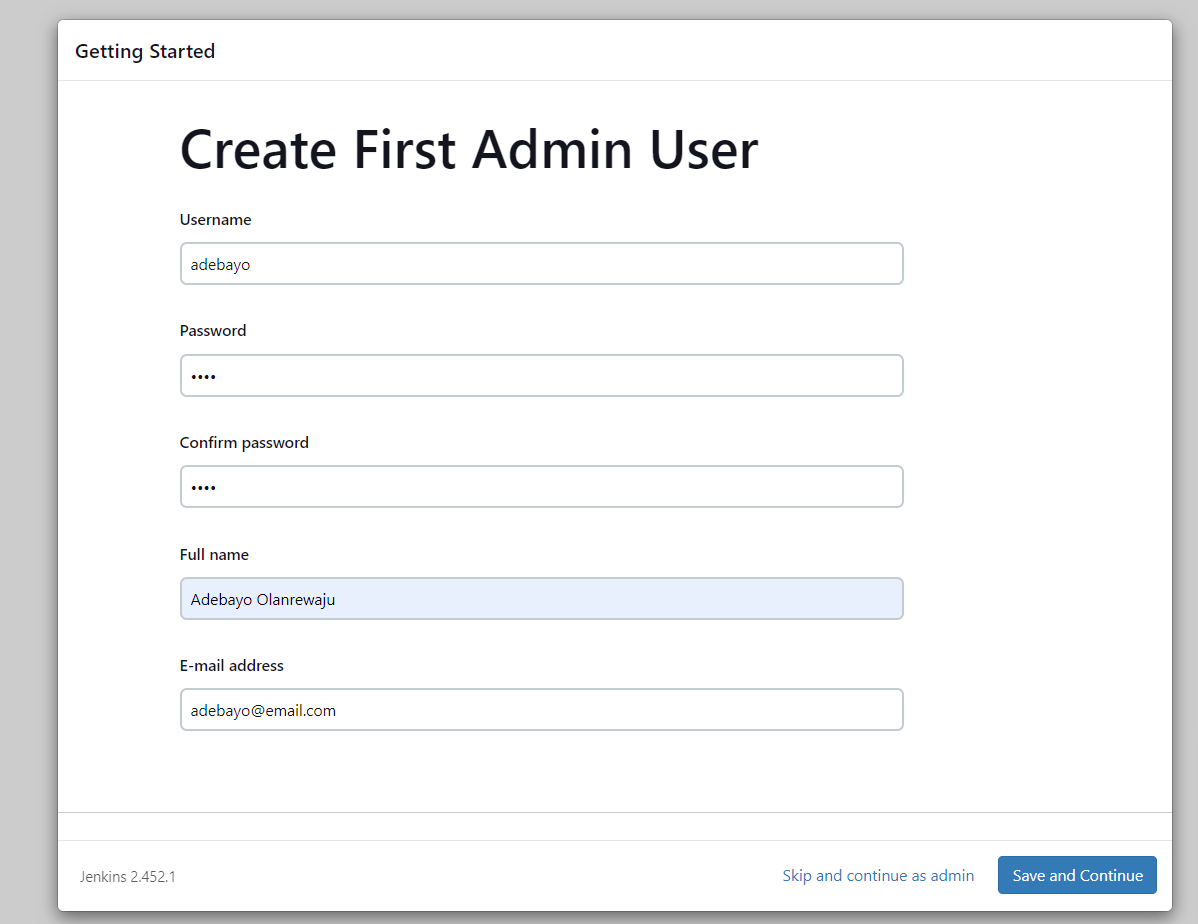 Getting Started
Create First Admin User
Username
adebayo
Password
••••
Confirm password
••••
Full name
Adebayo Olanrewaju
E-mail address
adebayo@email.com
Jenkins 2.452.1
Skip and continue as admin
Save and Continue